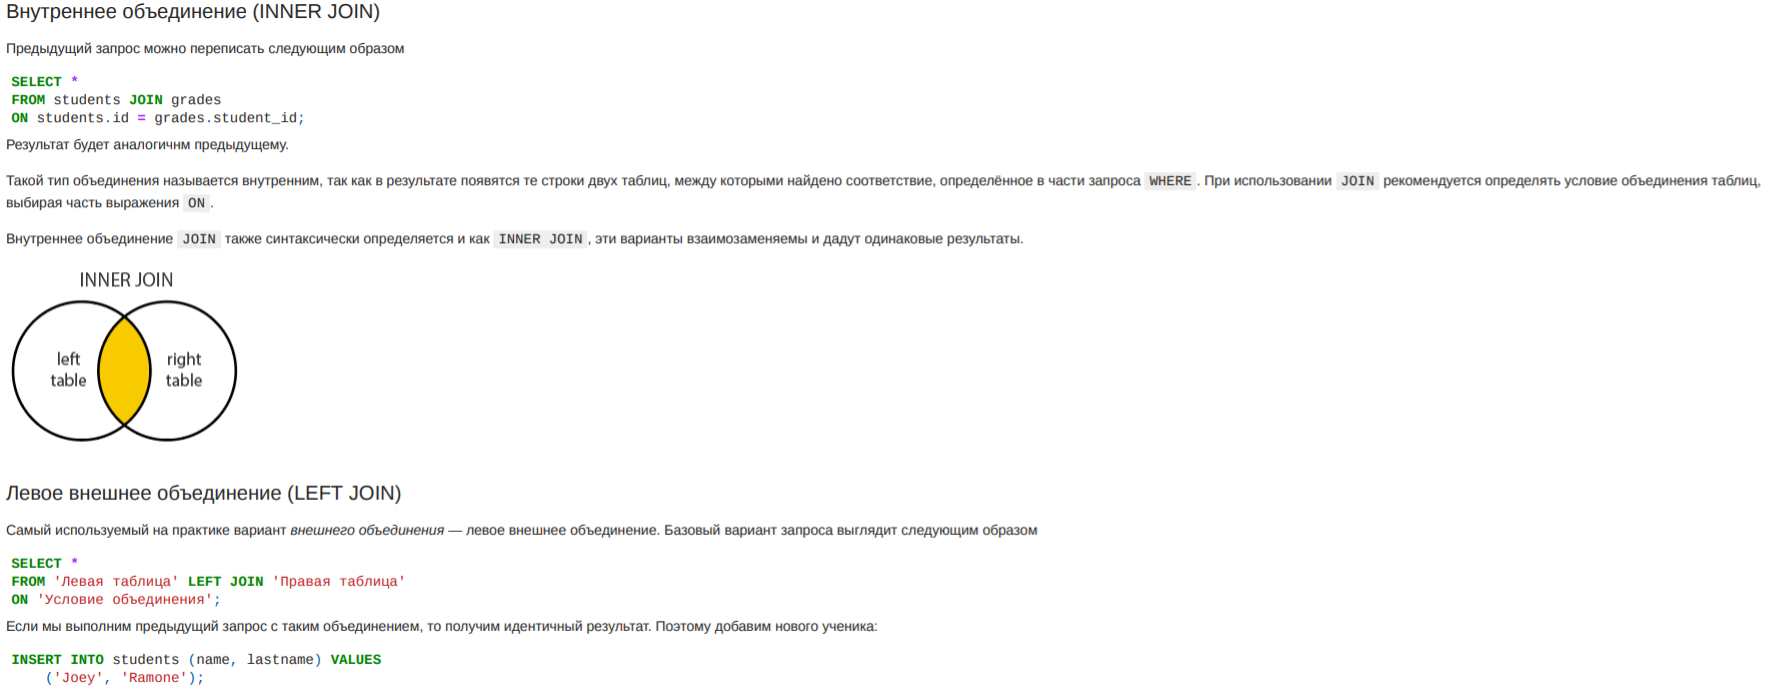 Внутреннее объединение (INNER JOIN)
Предыдущий запрос можно переписать следующим образом
SELECT *
FROM students JOIN grades
ON students.id = grades.student_id;
Результат будет аналогичнм предыдущему.
Такой тип объединения называется внутренним, так как в результате появятся те строки двух таблиц, между которыми найдено соответствие, определённое в части запроса WHERE. При использовании JOIN рекомендуется определять условие объединения таблиц,
выбирая часть выражения ON.
Внутреннее объединение JOIN также синтаксически определяется и как INNER JOIN, эти варианты взаимозаменяемы и дадут одинаковые результаты.
INNER JOIN
left
table
right
table
Левое внешнее объединение (LEFT JOIN)
Самый используемый на практике вариант внешнего объединения — левое внешнее объединение. Базовый вариант запроса выглядит следующим образом
SELECT *
FROM 'Левая таблица' LEFT JOIN 'Правая таблица'
ON 'Условие объединения';
Если мы выполним предыдущий запрос с таким объединением, то получим идентичный результат. Поэтому добавим нового ученика:
INSERT INTO students (name, lastname) VALUES
('Joey', 'Ramone');